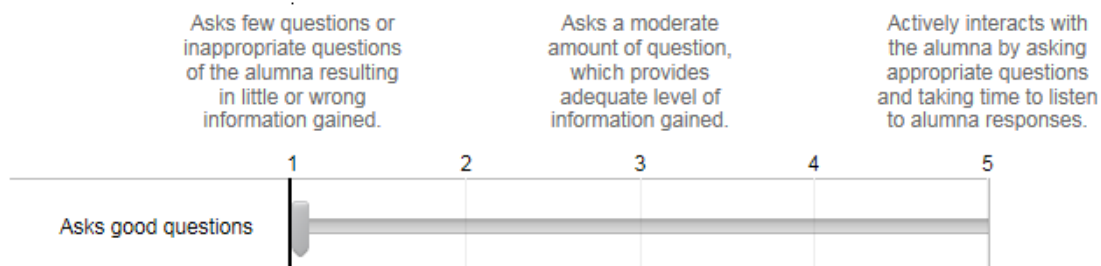 Asks few questions or
inappropriate questions
of the alumna resulting
in little or wrong
information gained.
Asks a moderate
amount of question,
which provides
adequate level of
information gained.
Actively interacts with
the alumna by asking
appropriate questions
and taking time to listen
to alumna responses.
1 2 3 4 5
Asks good questions